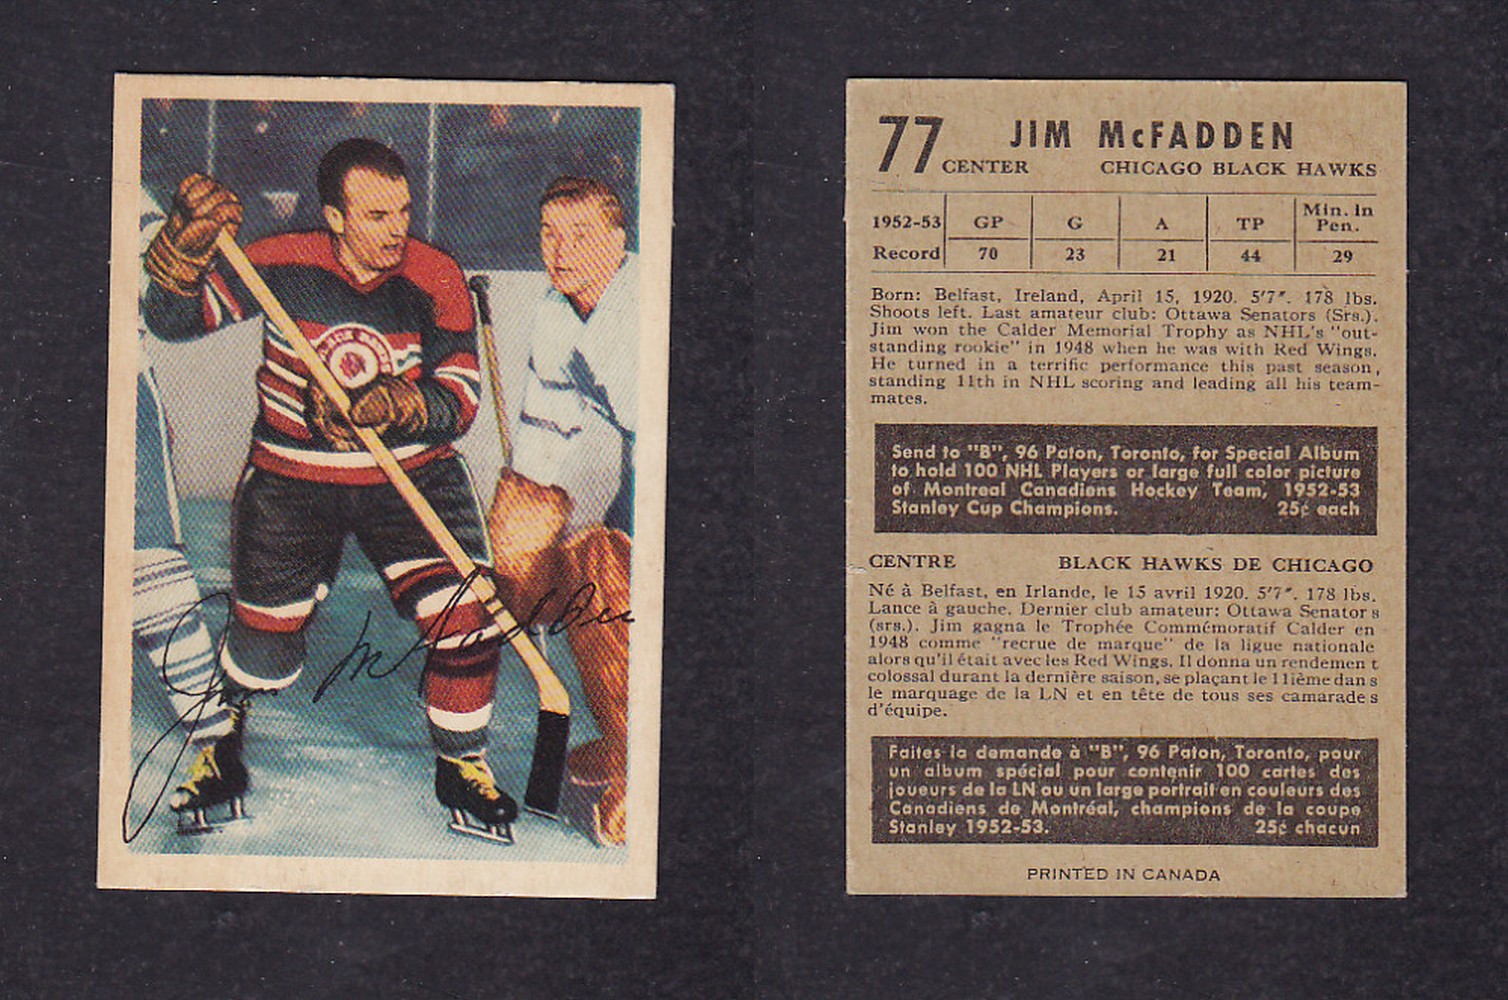 BLACK HAWKS
Jim McFadden
77 JIM McFADDEN
CENTER CHICAGO BLACK HAWKS
1952-53 GP G A TP Min. in Pen.
Record 70 23 21 44 29
Born: Belfast, Ireland, April 15, 1920. 5'7". 178 lbs.
Shoots left. Last amateur club: Ottawa Senators (Srs.).
Jim won the Calder Memorial Trophy as NHL's "out-
standing rookie" in 1948 when he was with Red Wings.
He turned in a terrific performance this past season,
standing 11th in NHL scoring and leading all his team-
mates.
Send to "B", 96 Paton, Toronto, for Special Album
to hold 100 NHL Players or large full color picture
of Montreal Canadiens Hockey Team, 1952-53
Stanley Cup Champions. 25¢ each
CENTRE BLACK HAWKS DE CHICAGO
Né à Belfast, en Irlande, le 15 avril 1920. 5'7". 178 lbs.
Lance à gauche. Dernier club amateur: Ottawa Senators
(srs.). Jim gagna le Trophée Commémoratif Calder en
1948 comme "recrue de marque" de la ligue nationale
alors qu'il était avec les Red Wings. Il donna un rendement
colossal durant la dernière saison, se plaçant le 11ième dans
le marquage de la LN et en tête de tous ses camarades
d'équipe.
Faites la demande à "B", 96 Paton, Toronto, pour
un album spécial pour contenir 100 cartes des
joueurs de la LN ou un large portrait en couleurs des
Canadiens de Montréal, champions de la coupe
Stanley 1952-53. 25¢ chacun
PRINTED IN CANADA